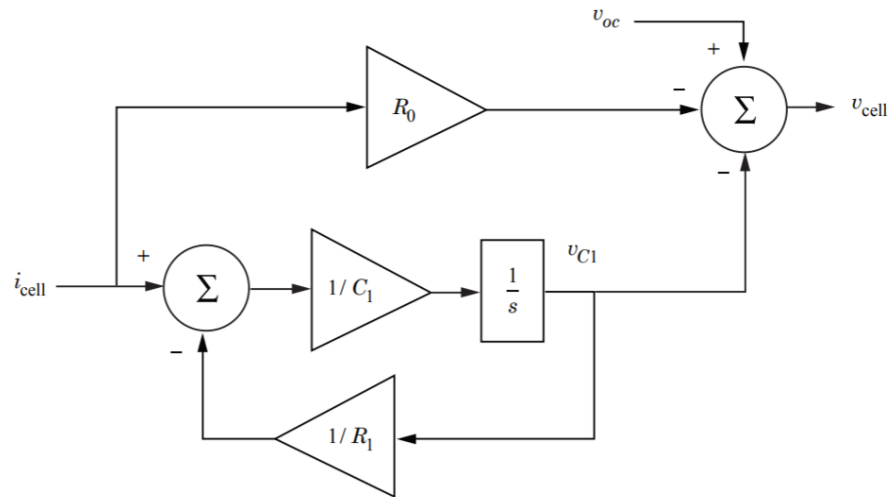 v_oc
+
−
R_0
Σ
v_cell
−
v_C1
+
i_cell
Σ
1/C_1
1/s
−
1/R_1